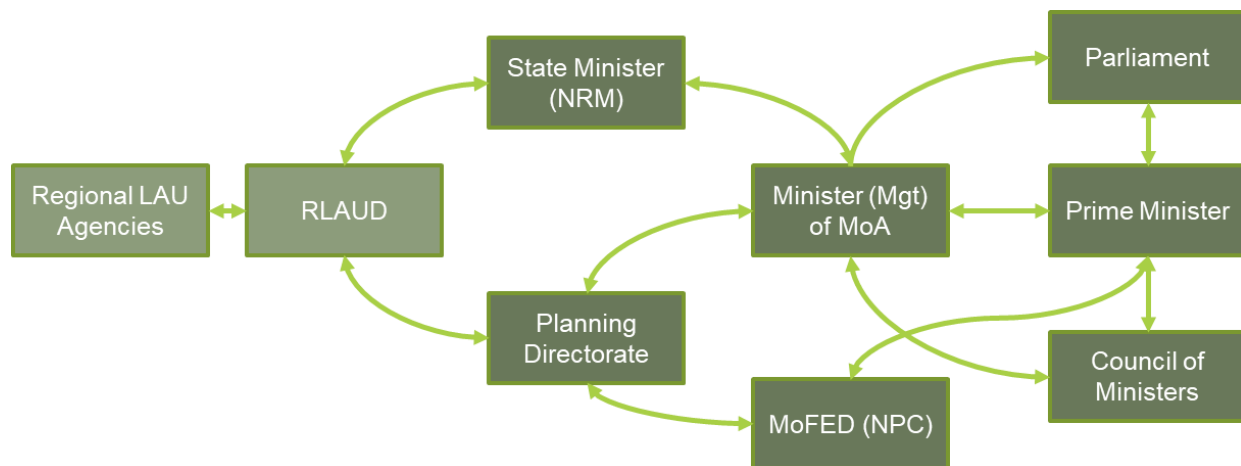 State Minister
(NRM)
Parliament
Regional LAU
Agencies
RLAUD
Minister (Mgt)
of MoA
Prime Minister
Planning
Directorate
MoFED (NPC)
Council of
Ministers